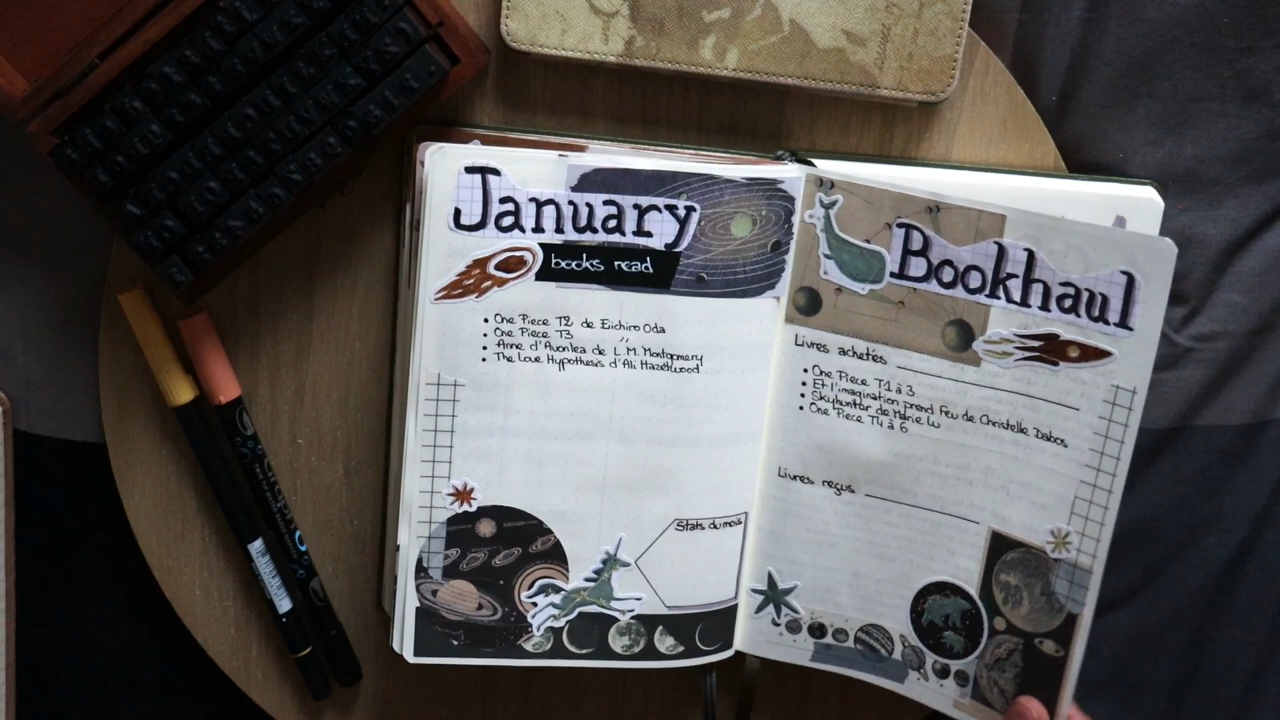 January
books read
• One Piece T2 de Eichiro Oda
• One Piece T3 "
• Anne d'Avonlea de L.M. Montgomery
• The Love Hypothesis d'Ali Hazelwood
Stats du mois
Bookhaul
Livres achetés
• One Piece T1 à 3
• Et l'imagination prend feu de Christelle Dabos
• Skyhunter de Marie Lu
• One Piece T4 à 6
Livres reçus